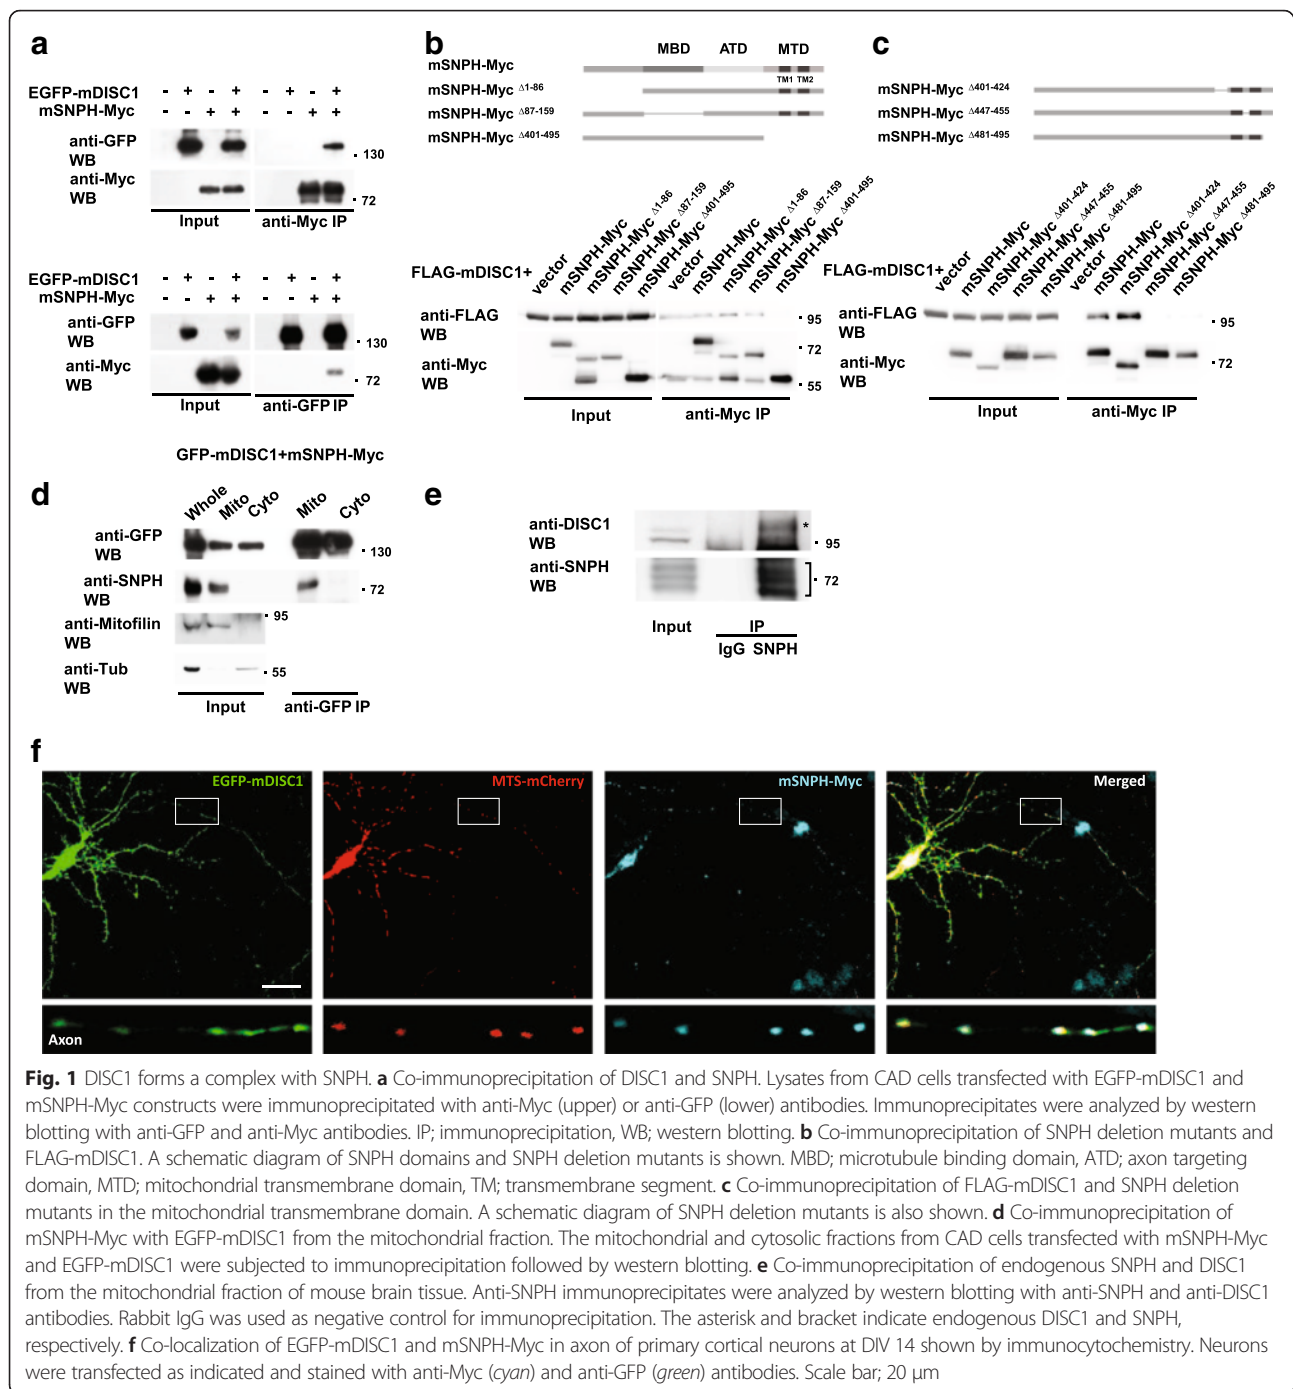 a
EGFP-mDISC1 - + - + - + - +
mSNPH-Myc - - + + - - + +
anti-GFP
WB
130
anti-Myc
WB
72
Input anti-Myc IP
EGFP-mDISC1 - + - + - + - +
mSNPH-Myc - - + + - - + +
anti-GFP
WB
130
anti-Myc
WB
72
Input anti-GFP IP
b
MBD ATD MTD
mSNPH-Myc
TM1 TM2
mSNPH-Myc Δ1-86
mSNPH-Myc Δ87-159
mSNPH-Myc Δ401-495
FLAG-mDISC1+
vector
mSNPH-Myc
mSNPH-Myc Δ1-86
mSNPH-Myc Δ87-159
mSNPH-Myc Δ401-495
vector
mSNPH-Myc
mSNPH-Myc Δ1-86
mSNPH-Myc Δ87-159
mSNPH-Myc Δ401-495
anti-FLAG
WB
95
72
anti-Myc
WB
55
Input anti-Myc IP
c
mSNPH-Myc Δ401-424
mSNPH-Myc Δ447-455
mSNPH-Myc Δ481-495
FLAG-mDISC1+
vector
mSNPH-Myc
mSNPH-Myc Δ401-424
mSNPH-Myc Δ447-455
mSNPH-Myc Δ481-495
vector
mSNPH-Myc
mSNPH-Myc Δ401-424
mSNPH-Myc Δ447-455
mSNPH-Myc Δ481-495
anti-FLAG
WB
95
anti-Myc
WB
72
Input anti-Myc IP
GFP-mDISC1+mSNPH-Myc
d
Whole Mito Cyto Mito Cyto
anti-GFP
WB
130
anti-SNPH
WB
72
anti-Mitofilin
WB
95
anti-Tub
WB
55
Input anti-GFP IP
e
anti-DISC1
WB
*
95
anti-SNPH
WB
72
Input IP
IgG SNPH
f
EGFP-mDISC1 MTS-mCherry mSNPH-Myc Merged
Axon
Fig. 1 DISC1 forms a complex with SNPH. a Co-immunoprecipitation of DISC1 and SNPH. Lysates from CAD cells transfected with EGFP-mDISC1 and
mSNPH-Myc constructs were immunoprecipitated with anti-Myc (upper) or anti-GFP (lower) antibodies. Immunoprecipitates were analyzed by western
blotting with anti-GFP and anti-Myc antibodies. IP; immunoprecipitation, WB; western blotting. b Co-immunoprecipitation of SNPH deletion mutants and
FLAG-mDISC1. A schematic diagram of SNPH domains and SNPH deletion mutants is shown. MBD; microtubule binding domain, ATD; axon targeting
domain, MTD; mitochondrial transmembrane domain, TM; transmembrane segment. c Co-immunoprecipitation of FLAG-mDISC1 and SNPH deletion
mutants in the mitochondrial transmembrane domain. A schematic diagram of SNPH deletion mutants is also shown. d Co-immunoprecipitation of
mSNPH-Myc with EGFP-mDISC1 from the mitochondrial fraction. The mitochondrial and cytosolic fractions from CAD cells transfected with mSNPH-Myc
and EGFP-mDISC1 were subjected to immunoprecipitation followed by western blotting. e Co-immunoprecipitation of endogenous SNPH and DISC1
from the mitochondrial fraction of mouse brain tissue. Anti-SNPH immunoprecipitates were analyzed by western blotting with anti-SNPH and anti-DISC1
antibodies. Rabbit IgG was used as negative control for immunoprecipitation. The asterisk and bracket indicate endogenous DISC1 and SNPH,
respectively. f Co-localization of EGFP-mDISC1 and mSNPH-Myc in axon of primary cortical neurons at DIV 14 shown by immunocytochemistry. Neurons
were transfected as indicated and stained with anti-Myc (cyan) and anti-GFP (green) antibodies. Scale bar; 20 μm